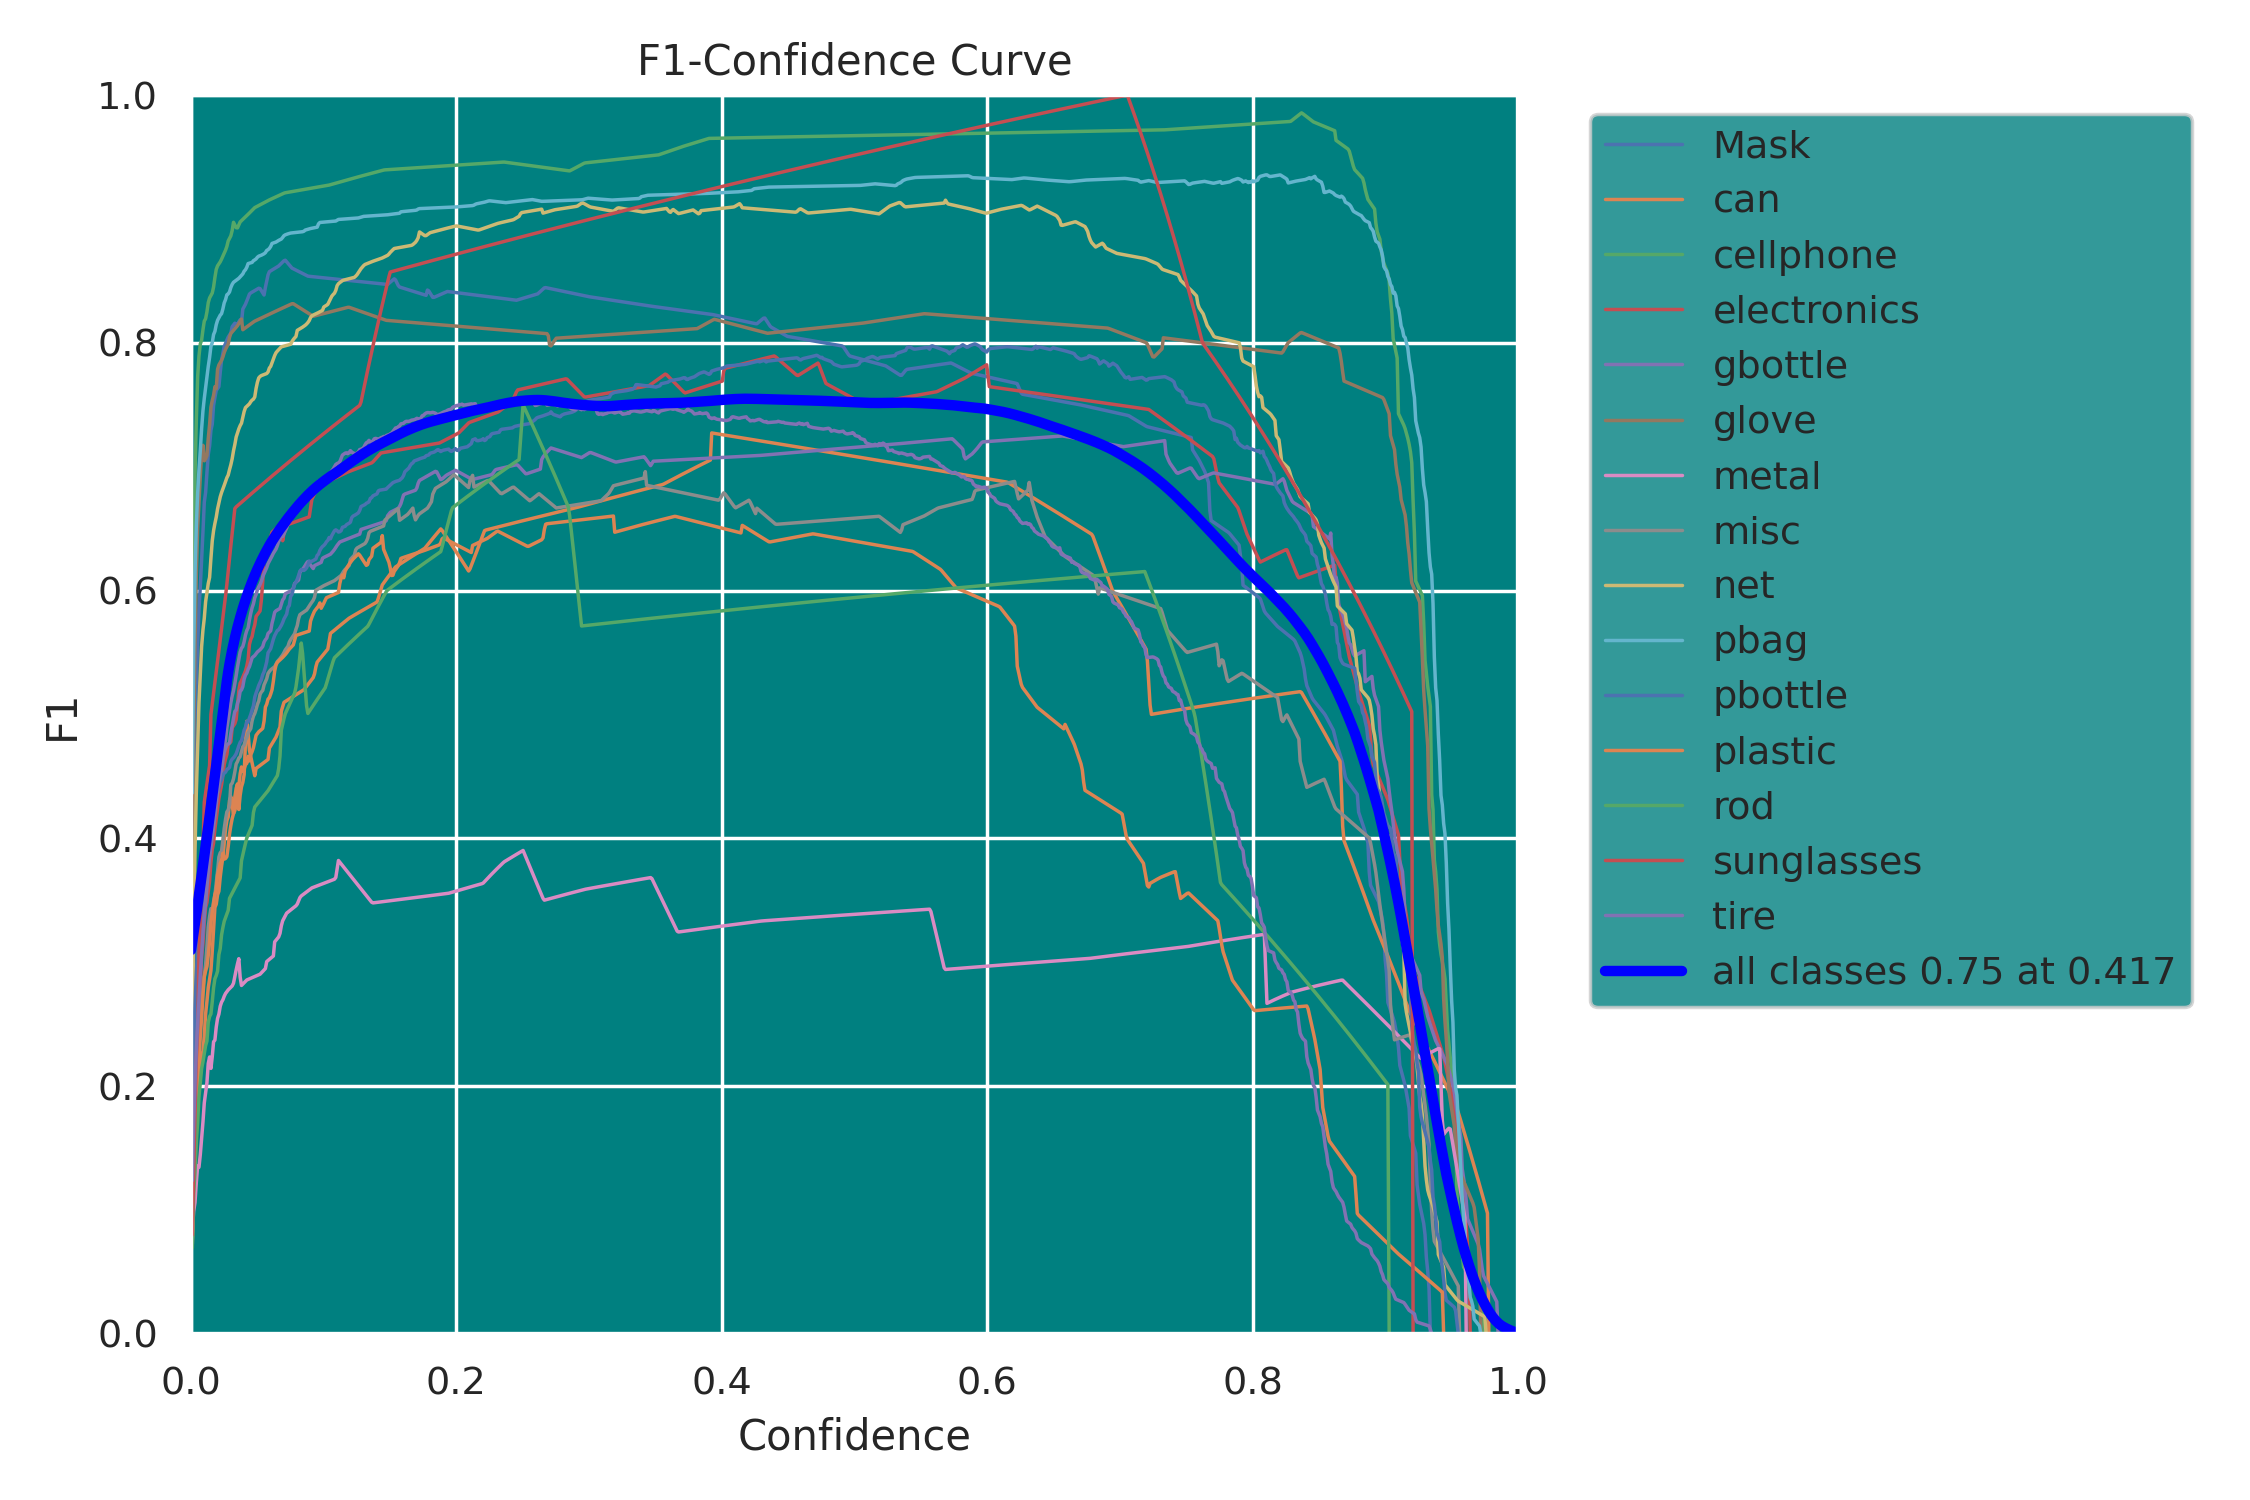 F1-Confidence Curve
1.0
0.8
0.6
0.4
0.2
0.0
F1
0.0 0.2 0.4 0.6 0.8 1.0
Confidence
Mask
can
cellphone
electronics
gbottle
glove
metal
misc
net
pbag
pbottle
plastic
rod
sunglasses
tire
all classes 0.75 at 0.417